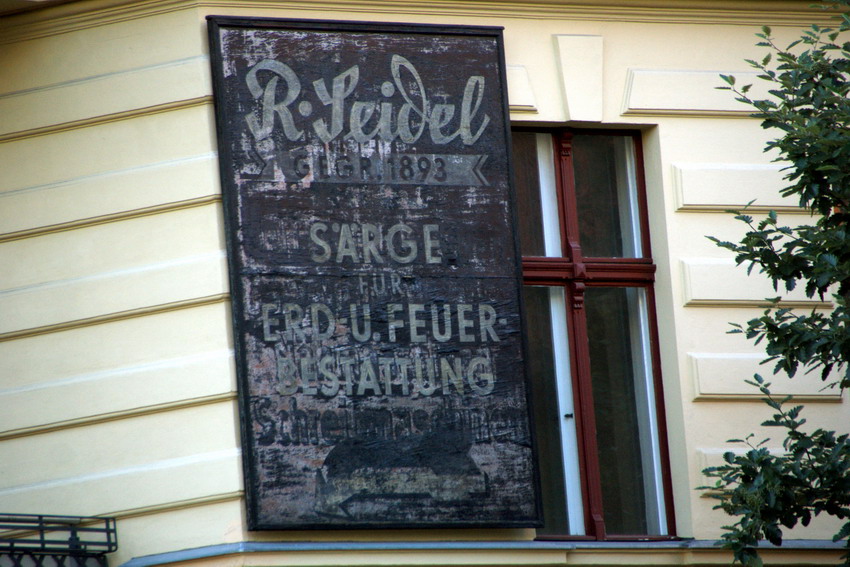 R. Seidel
GEGR. 1893
SÄRGE
FÜR
ERD- U. FEUER-
BESTATTUNG